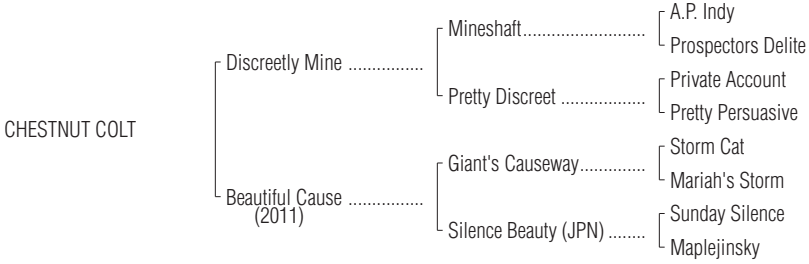 A.P. Indy
Mineshaft..........................
Prospectors Delite
Discreetly Mine ................
Private Account
Pretty Discreet ..................
Pretty Persuasive
CHESTNUT COLT
Storm Cat
Giant's Causeway..............
Mariah's Storm
Beautiful Cause ................
(2011)
Sunday Silence
Silence Beauty (JPN) ........
Maplejinsky